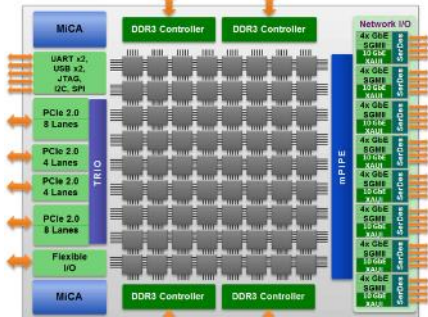 MiCA
DDR3 Controller
DDR3 Controller
Network I/O
UART x2,
USB x2,
JTAG,
I2C, SPI
PCIe 2.0
8 Lanes
PCIe 2.0
4 Lanes
PCIe 2.0
4 Lanes
PCIe 2.0
8 Lanes
TRIO
Flexible
I/O
MiCA
DDR3 Controller
DDR3 Controller
mPIPE
4x GbE
SGMII
10 GbE
XAUI
SerDes
4x GbE
SGMII
10 GbE
XAUI
SerDes
4x GbE
SGMII
10 GbE
XAUI
SerDes
4x GbE
SGMII
10 GbE
XAUI
SerDes
4x GbE
SGMII
10 GbE
XAUI
SerDes
4x GbE
SGMII
10 GbE
XAUI
SerDes
4x GbE
SGMII
10 GbE
XAUI
SerDes
4x GbE
SGMII
10 GbE
XAUI
SerDes